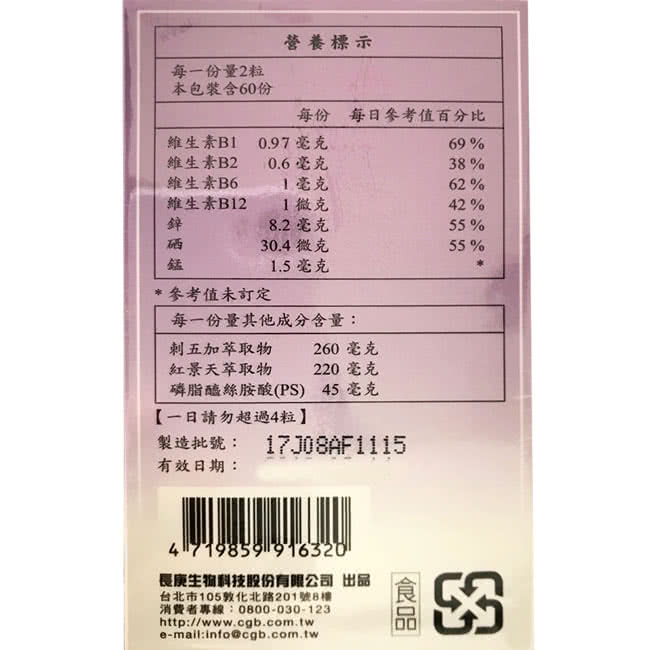 營養標示
每一份量2粒
本包裝含60份
每份 每日參考值百分比
維生素B1 0.97 毫克 69 %
維生素B2 0.6 毫克 38 %
維生素B6 1 毫克 62 %
維生素B12 1 微克 42 %
鋅 8.2 毫克 55 %
硒 30.4 微克 55 %
錳 1.5 毫克 *
* 參考值未訂定
每一份量其他成分含量：
刺五加萃取物 260 毫克
紅景天萃取物 220 毫克
磷脂醯絲胺酸(PS) 45 毫克
【一日請勿超過4粒】
製造批號： 17J08AF1115
有效日期：
4 719859 916320
長庚生物科技股份有限公司 出品
台北市105敦化北路201號8樓
消費者專線：0800-030-123
http://www.cgb.com.tw
e-mail:info@cgb.com.tw
食品